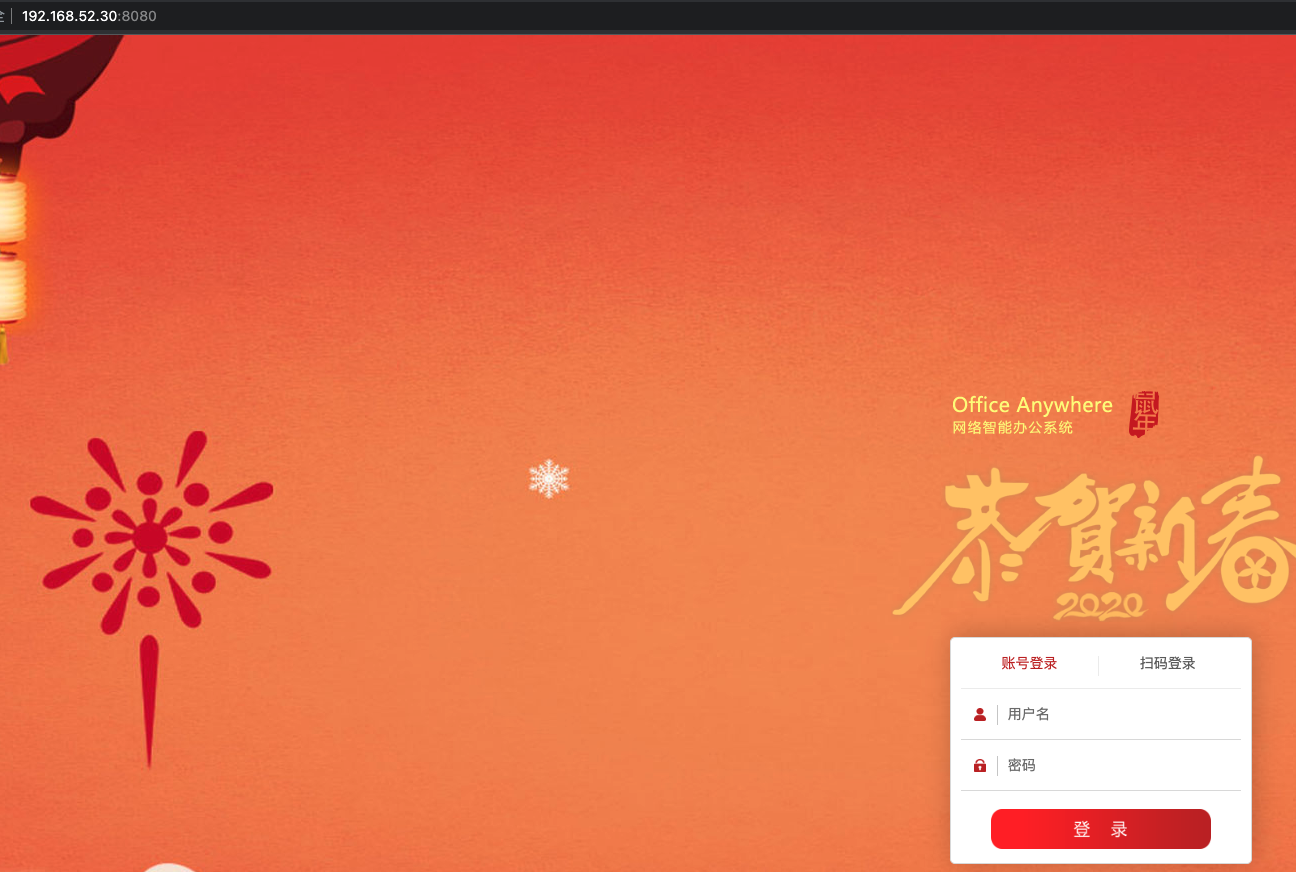 全 192.168.52.30:8080
Office Anywhere
网络智能办公系统
鼠年
恭賀新春
2020
账号登录
扫码登录
用户名
密码
登 录